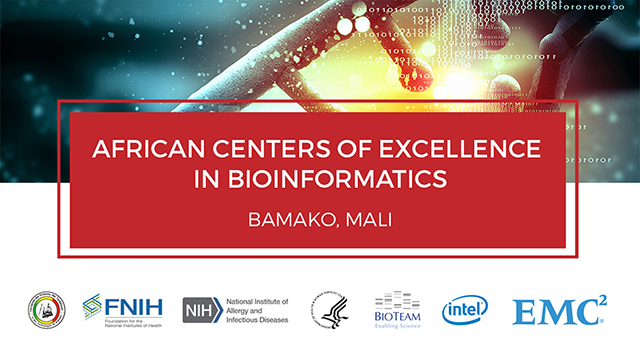 AFRICAN CENTERS OF EXCELLENCE
IN BIOINFORMATICS
BAMAKO, MALI
FNIH
Foundation for the
National Institutes of Health
NIH
National Institute of
Allergy and
Infectious Diseases
BIOTEAM
Enabling Science
intel
EMC²